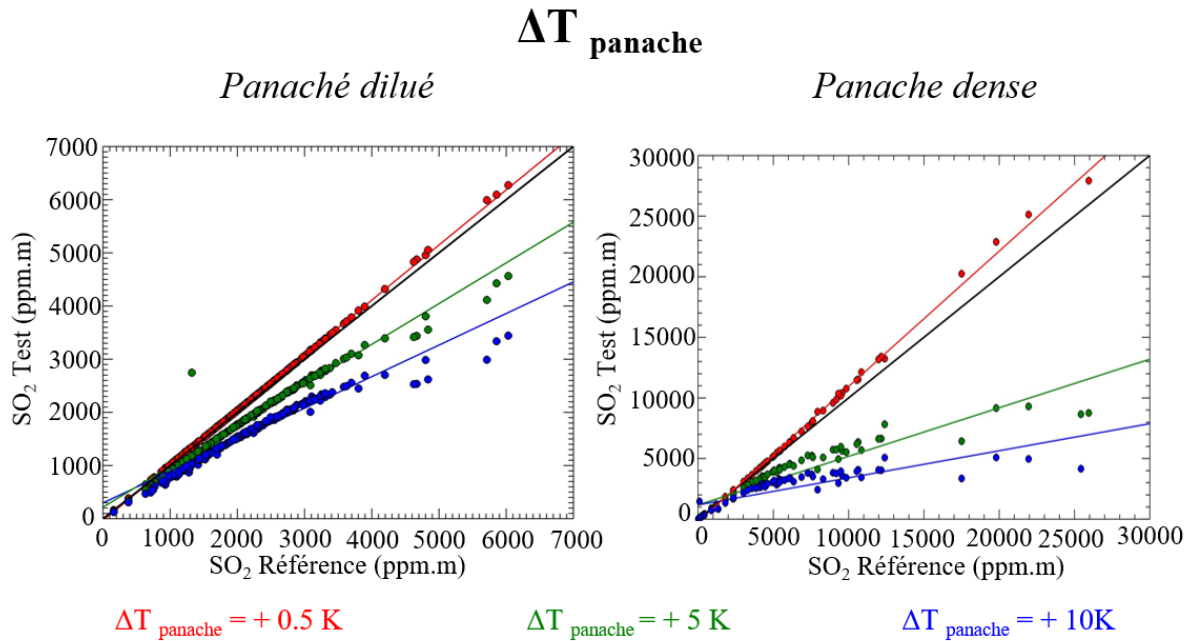 ΔT panache
Panaché dilué
Panache dense
7000
6000
5000
4000
3000
2000
1000
0
SO2 Test (ppm.m)
0 1000 2000 3000 4000 5000 6000 7000
SO2 Référence (ppm.m)
30000
25000
20000
15000
10000
5000
0
SO2 Test (ppm.m)
0 5000 10000 15000 20000 25000 30000
SO2 Référence (ppm.m)
ΔT panache = + 0.5 K
ΔT panache = + 5 K
ΔT panache = + 10K